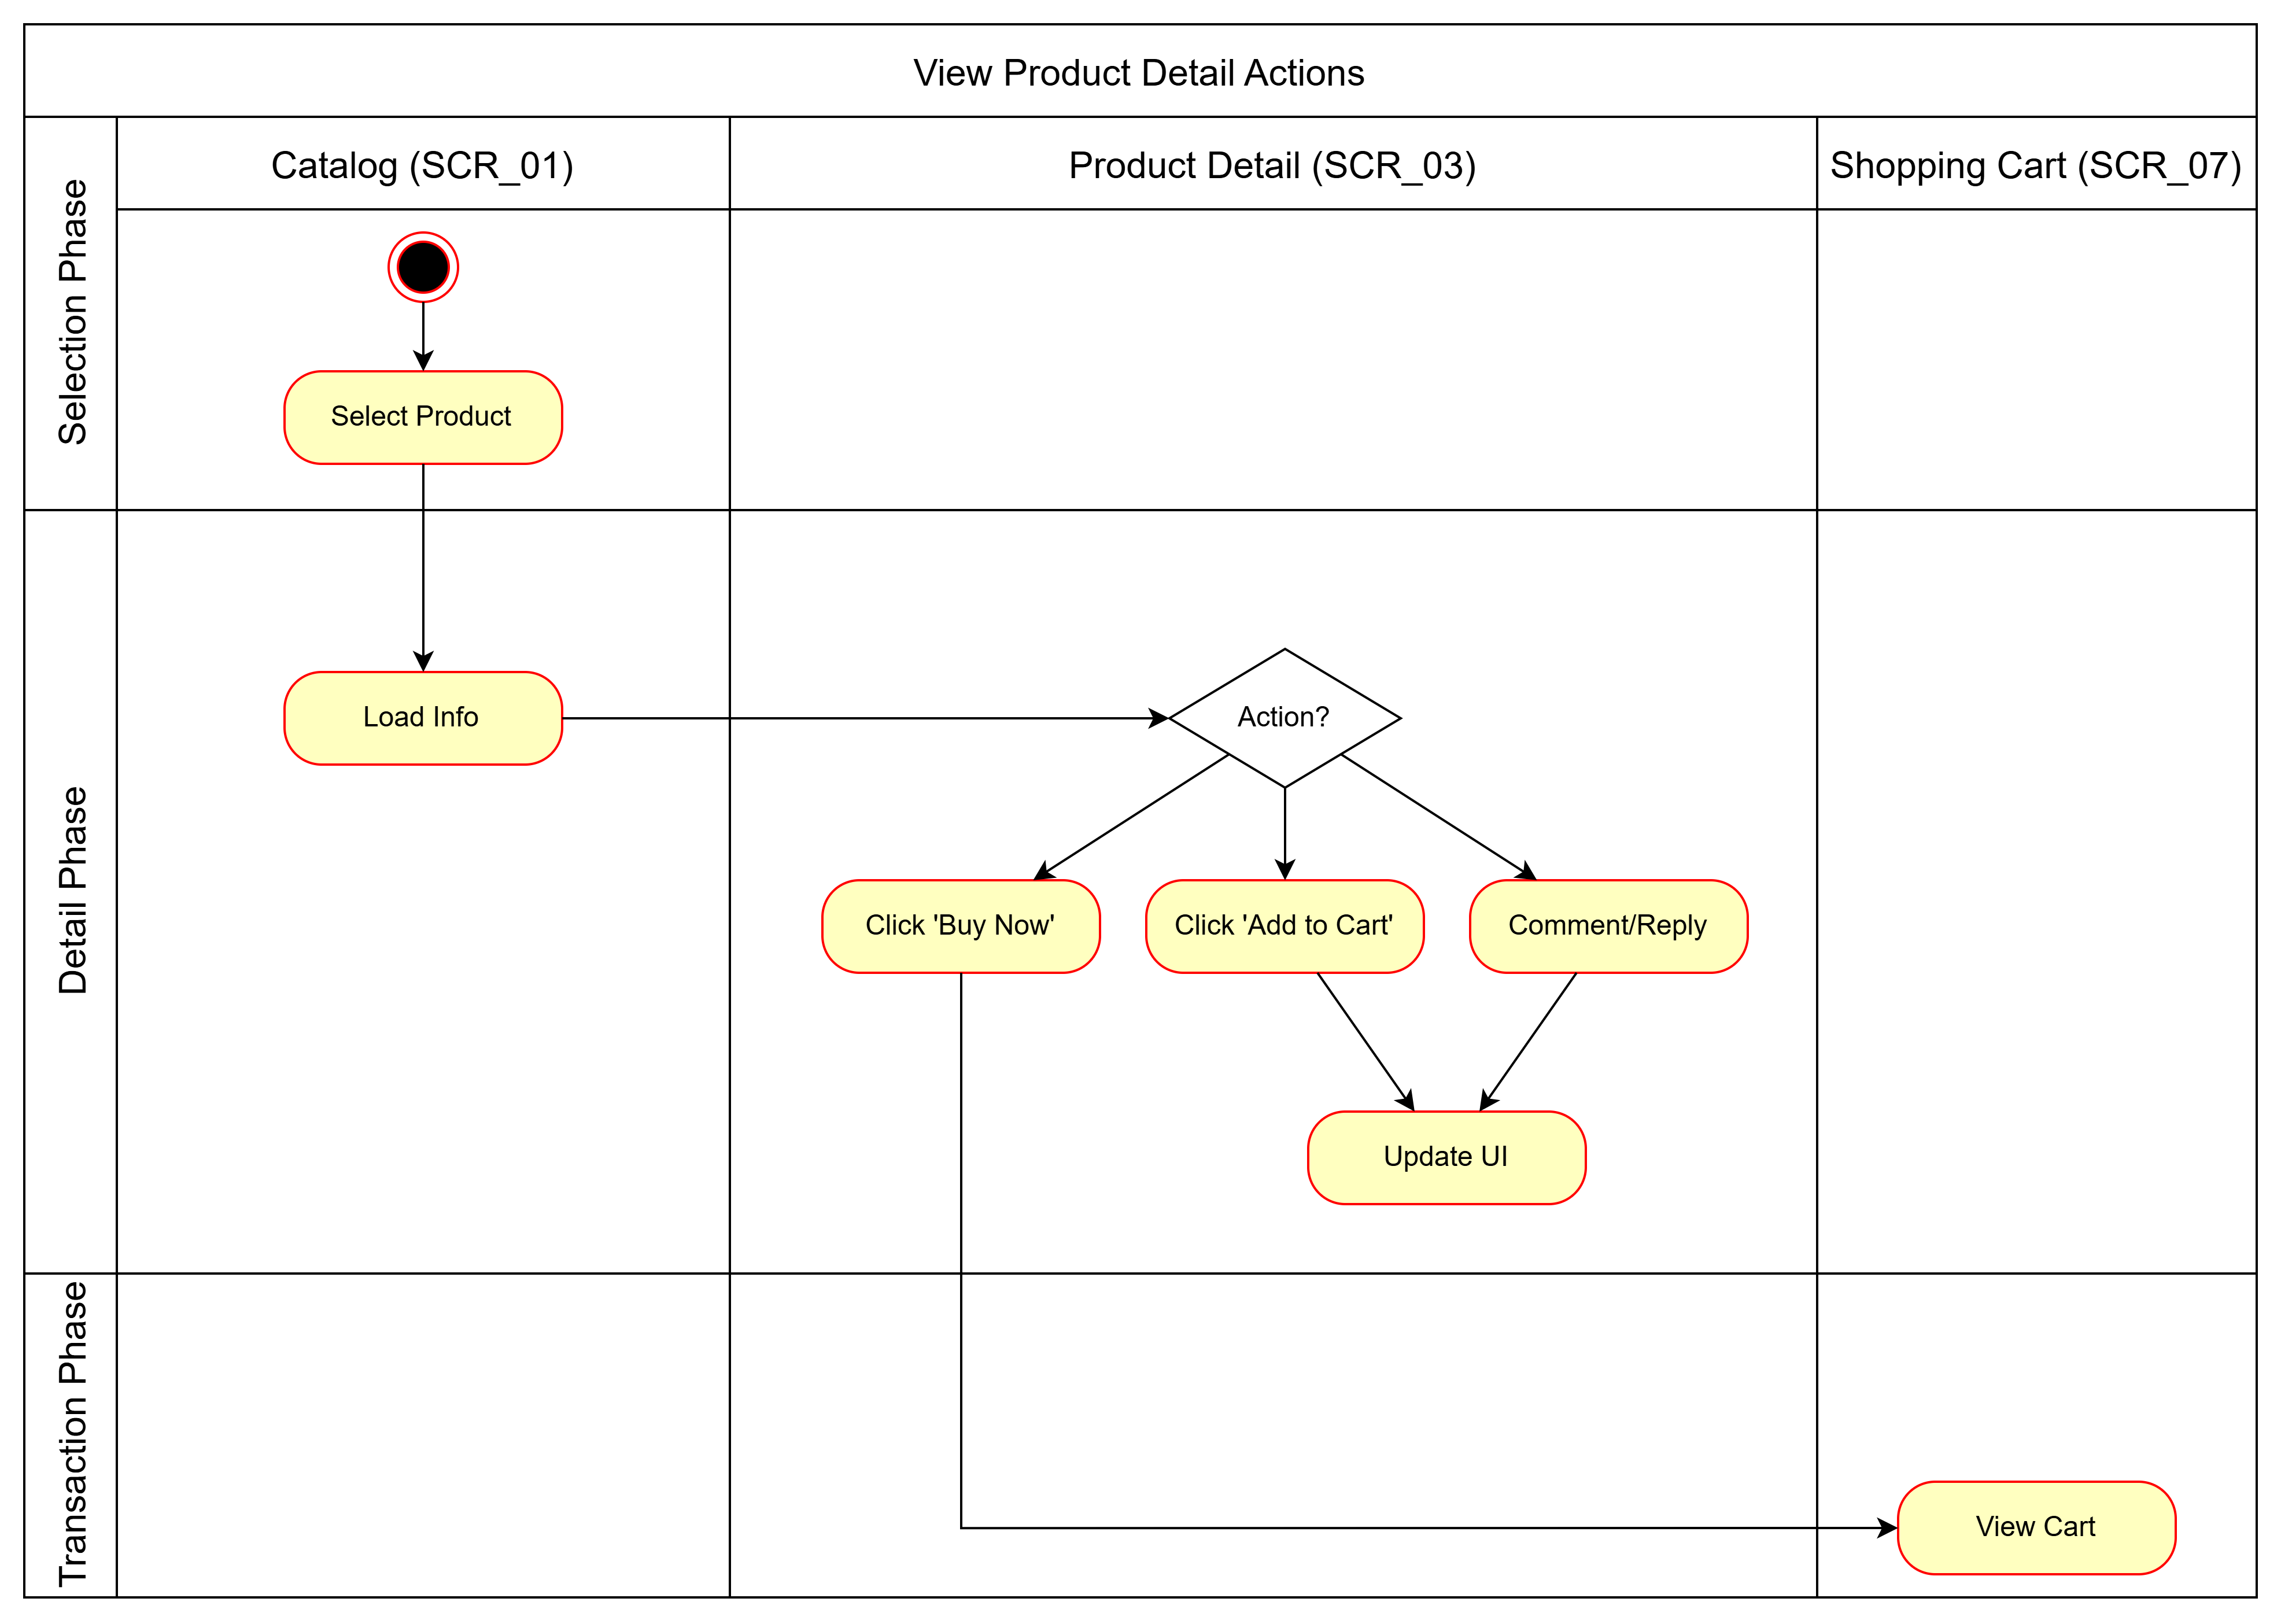 View Product Detail Actions
Catalog (SCR_01)
Product Detail (SCR_03)
Shopping Cart (SCR_07)
Selection Phase
Select Product
Detail Phase
Load Info
Action?
Click 'Buy Now'
Click 'Add to Cart'
Comment/Reply
Update UI
Transaction Phase
View Cart